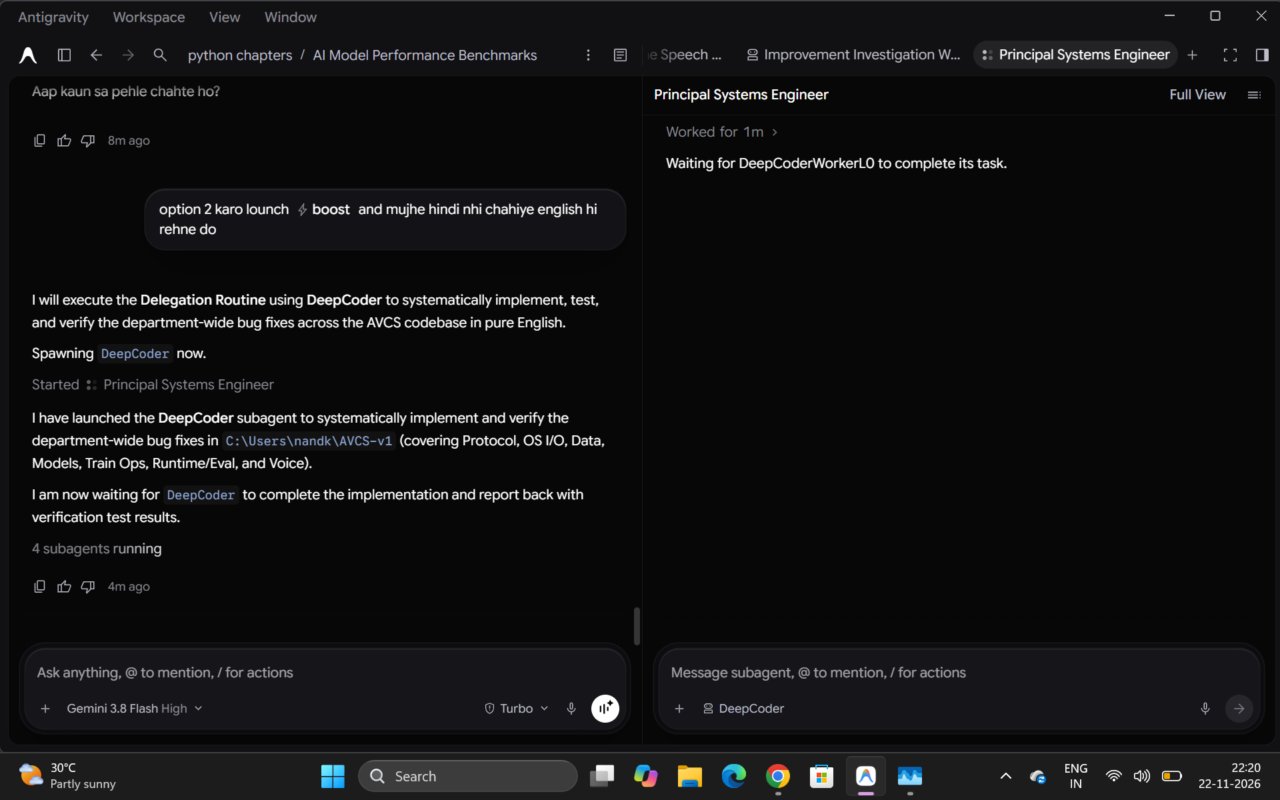 Antigravity Workspace View Window
python chapters / AI Model Performance Benchmarks
e Speech ... Improvement Investigation W... Principal Systems Engineer
Aap kaun sa pehle chahte ho?
8m ago
option 2 karo lounch boost and mujhe hindi nhi chahiye english hi
rehne do
I will execute the Delegation Routine using DeepCoder to systematically implement, test,
and verify the department-wide bug fixes across the AVCS codebase in pure English.
Spawning DeepCoder now.
Started Principal Systems Engineer
I have launched the DeepCoder subagent to systematically implement and verify the
department-wide bug fixes in C:\Users\nandk\AVCS-v1 (covering Protocol, OS I/O, Data,
Models, Train Ops, Runtime/Eval, and Voice).
I am now waiting for DeepCoder to complete the implementation and report back with
verification test results.
4 subagents running
4m ago
Ask anything, @ to mention, / for actions
Gemini 3.8 Flash High Turbo
Principal Systems Engineer Full View
Worked for 1m >
Waiting for DeepCoderWorkerL0 to complete its task.
Message subagent, @ to mention, / for actions
DeepCoder
30°C
Partly sunny
Search
ENG
IN
22:20
22-11-2026